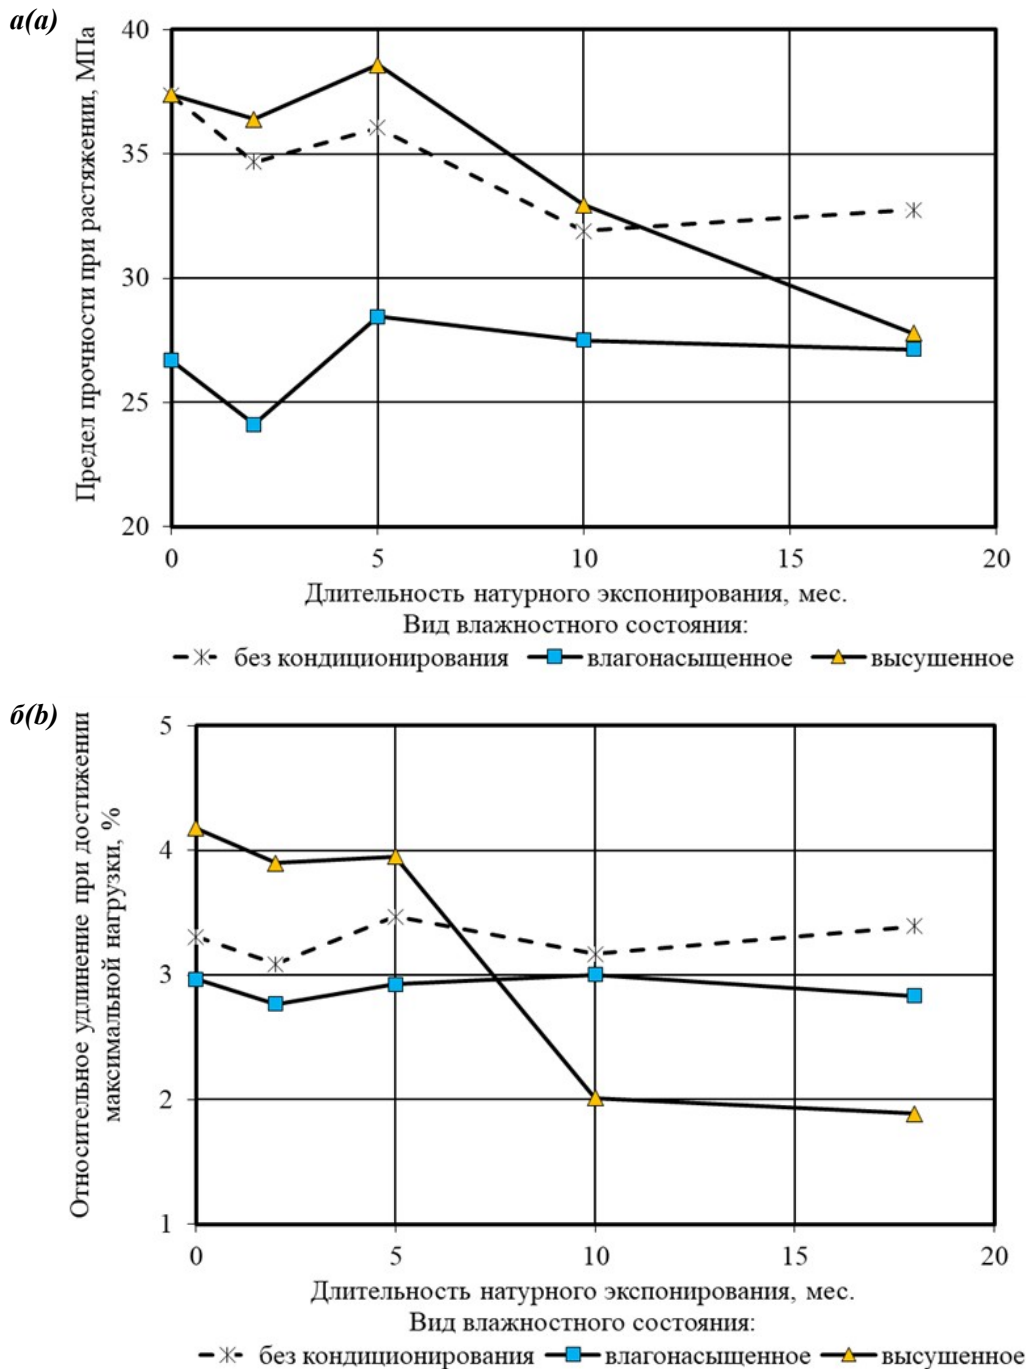 а(a)
Предел прочности при растяжении, МПа
40
35
30
25
20
0 5 10 15 20
Длительность натурного экспонирования, мес.
Вид влажностного состояния:
без кондиционирования влагонасыщенное высушенное
б(b)
Относительное удлинение при достижении
максимальной нагрузки, %
5
4
3
2
1
0 5 10 15 20
Длительность натурного экспонирования, мес.
Вид влажностного состояния:
без кондиционирования влагонасыщенное высушенное